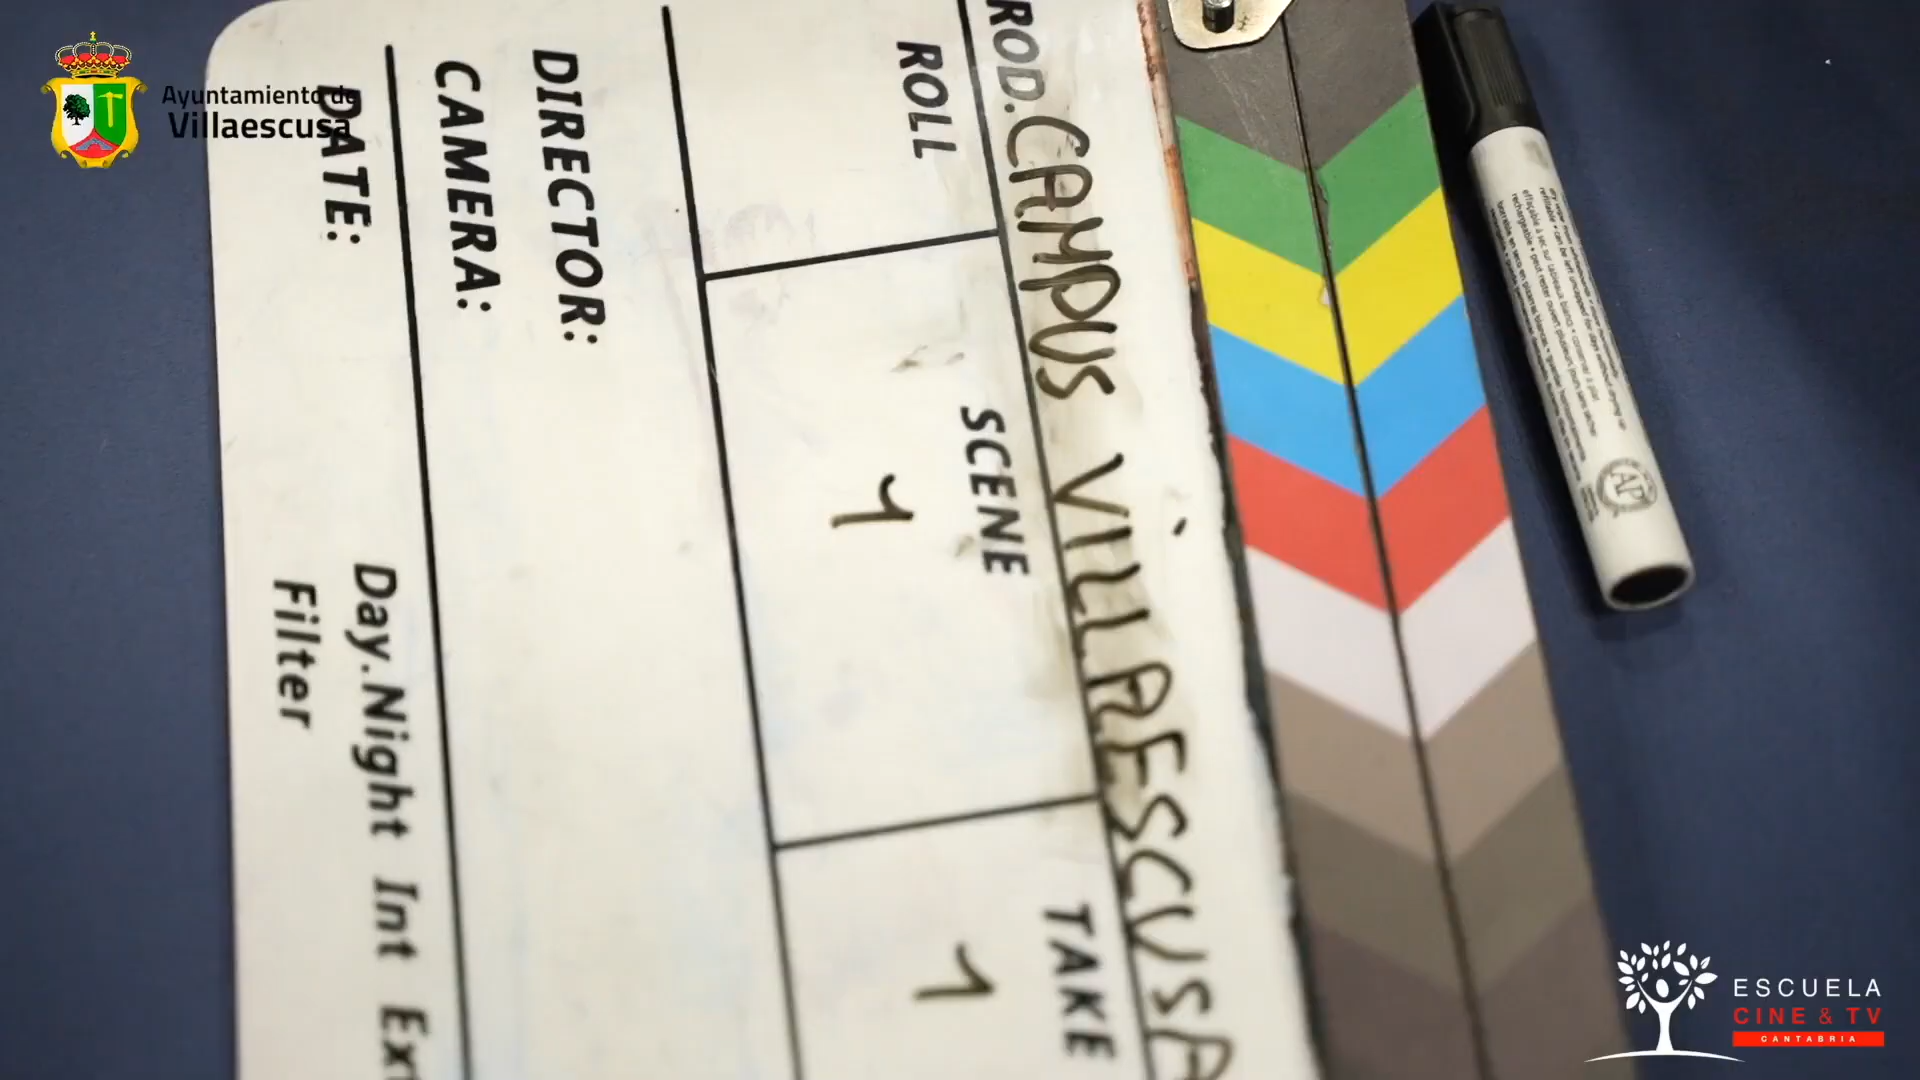 Ayuntamiento de
Villaescusa
ROD. CAMPUS VILLAESCUSA
ROLL
SCENE
1
TAKE
1
DIRECTOR:
CAMERA:
DATE:
Day.Night Int Ext
Filter
AP
ESCUELA
CINE & TV
CANTABRIA